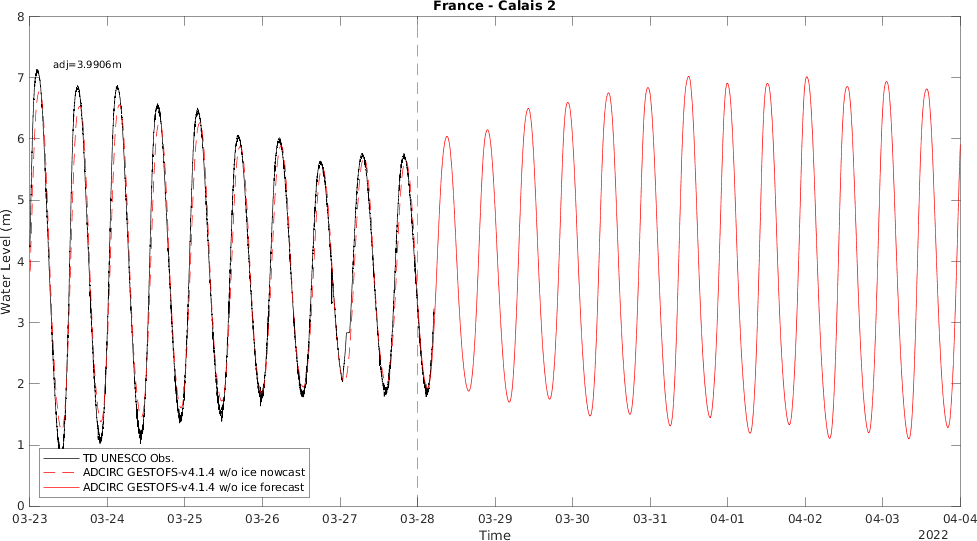 France - Calais 2
adj=3.9906m
Water Level (m)
8
7
6
5
4
3
2
1
0
TD UNESCO Obs.
ADCIRC GESTOFS-v4.1.4 w/o ice nowcast
ADCIRC GESTOFS-v4.1.4 w/o ice forecast
03-23 03-24 03-25 03-26 03-27 03-28 03-29 03-30 03-31 04-01 04-02 04-03 04-04
Time
2022